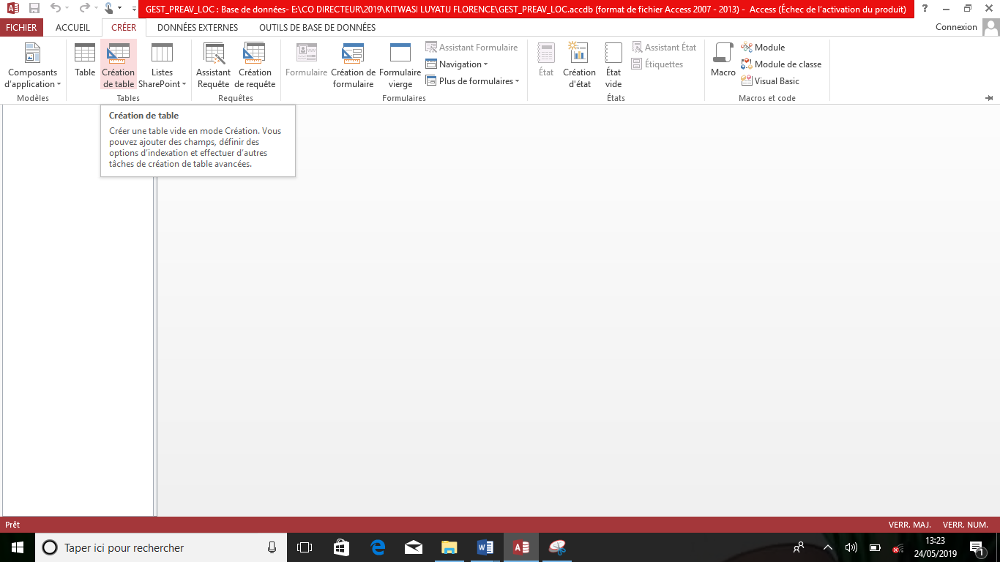 GEST_PREAV_LOC : Base de données- E:\CO DIRECTEUR\2019\KITWASI LUYATU FLORENCE\GEST_PREAV_LOC.accdb (format de fichier Access 2007 - 2013) - Access (Échec de l'activation du produit)
FICHIER ACCUEIL CRÉER DONNÉES EXTERNES OUTILS DE BASE DE DONNÉES Connexion
Composants d'application
Modèles
Table
Création de table
Listes SharePoint
Tables
Assistant Requête
Création de requête
Requêtes
Formulaire
Création de formulaire
Formulaire vierge
Assistant Formulaire
Navigation
Plus de formulaires
Formulaires
État
Création d'état
État vide
Assistant État
Étiquettes
États
Macro
Module
Module de classe
Visual Basic
Macros et code
Création de table
Créer une table vide en mode Création. Vous
pouvez ajouter des champs, définir des
options d'indexation et effectuer d'autres
tâches de création de table avancées.
Prêt
VERR. MAJ. VERR. NUM.
Taper ici pour rechercher
13:23
24/05/2019
1